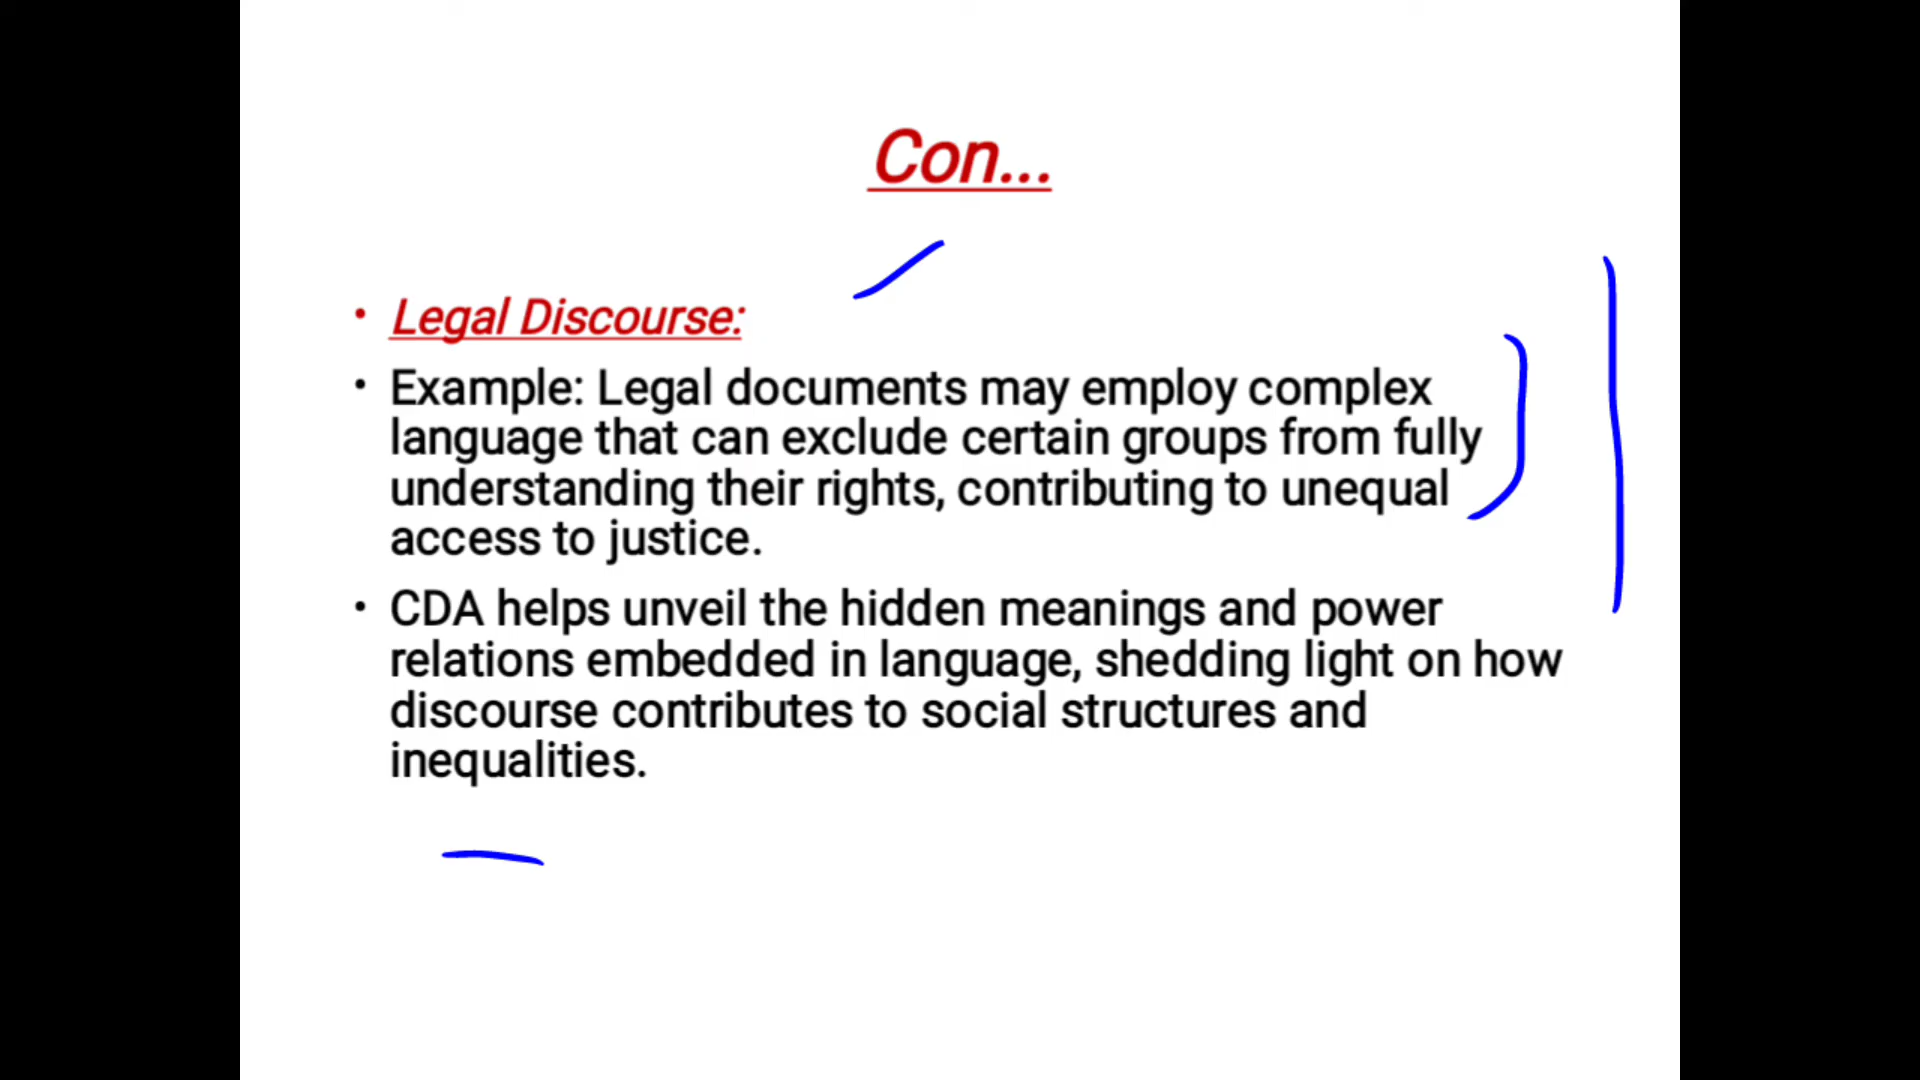 Con...
• Legal Discourse:
• Example: Legal documents may employ complex
language that can exclude certain groups from fully
understanding their rights, contributing to unequal
access to justice.
• CDA helps unveil the hidden meanings and power
relations embedded in language, shedding light on how
discourse contributes to social structures and
inequalities.